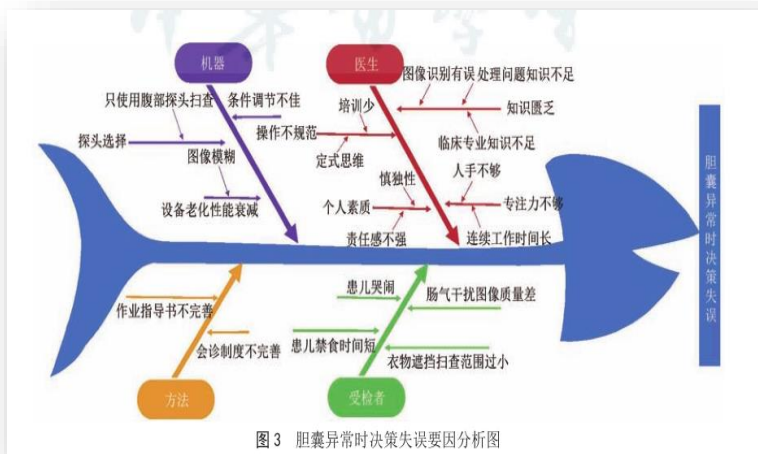 机器
医生
图像识别有误
处理问题知识不足
只使用腹部探头扫查
条件调节不佳
培训少
知识匮乏
探头选择
操作不规范
临床专业知识不足
图像模糊
定式思维
人手不够
慎独性
设备老化性能衰减
个人素质
专注力不够
责任感不强
连续工作时间长
胆囊异常时决策失误
患儿哭闹
肠气干扰图像质量差
作业指导书不完善
会诊制度不完善
患儿禁食时间短
衣物遮挡扫查范围过小
方法
受检者
图3 胆囊异常时决策失误要因分析图